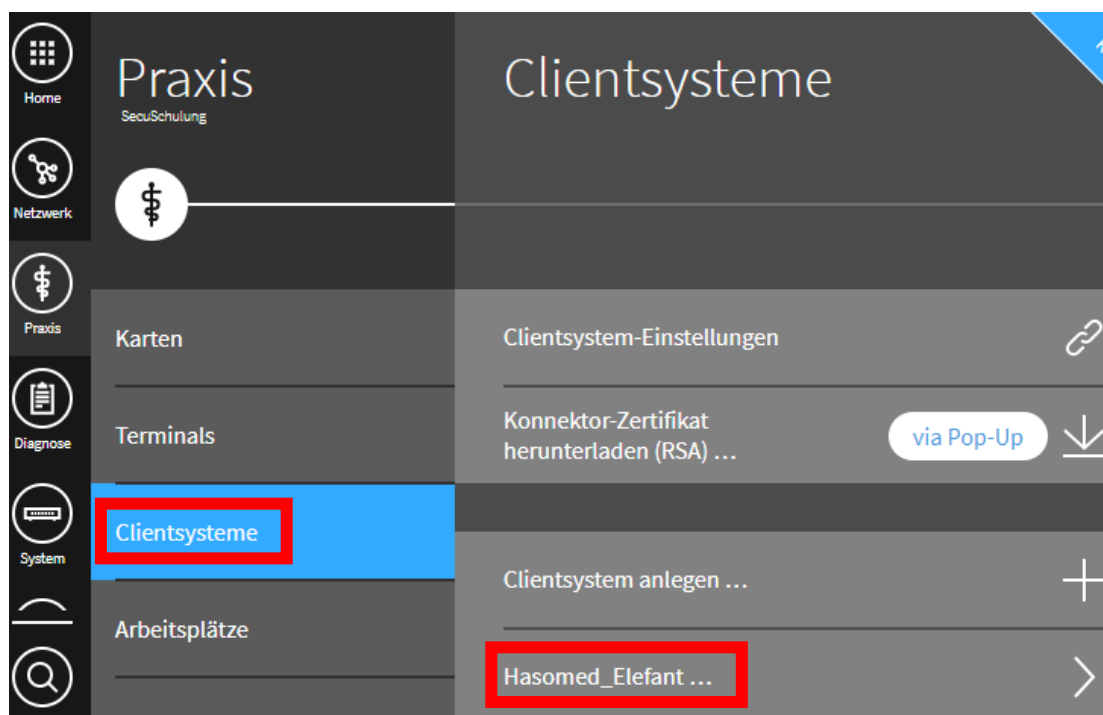 Home
Netzwerk
Praxis
Diagnose
System
Praxis
SecuSchulung
Karten
Terminals
Clientsysteme
Arbeitsplätze
Clientsysteme
Clientsystem-Einstellungen
Konnektor-Zertifikat
herunterladen (RSA) ...
via Pop-Up
Clientsystem anlegen ...
Hasomed_Elefant ...